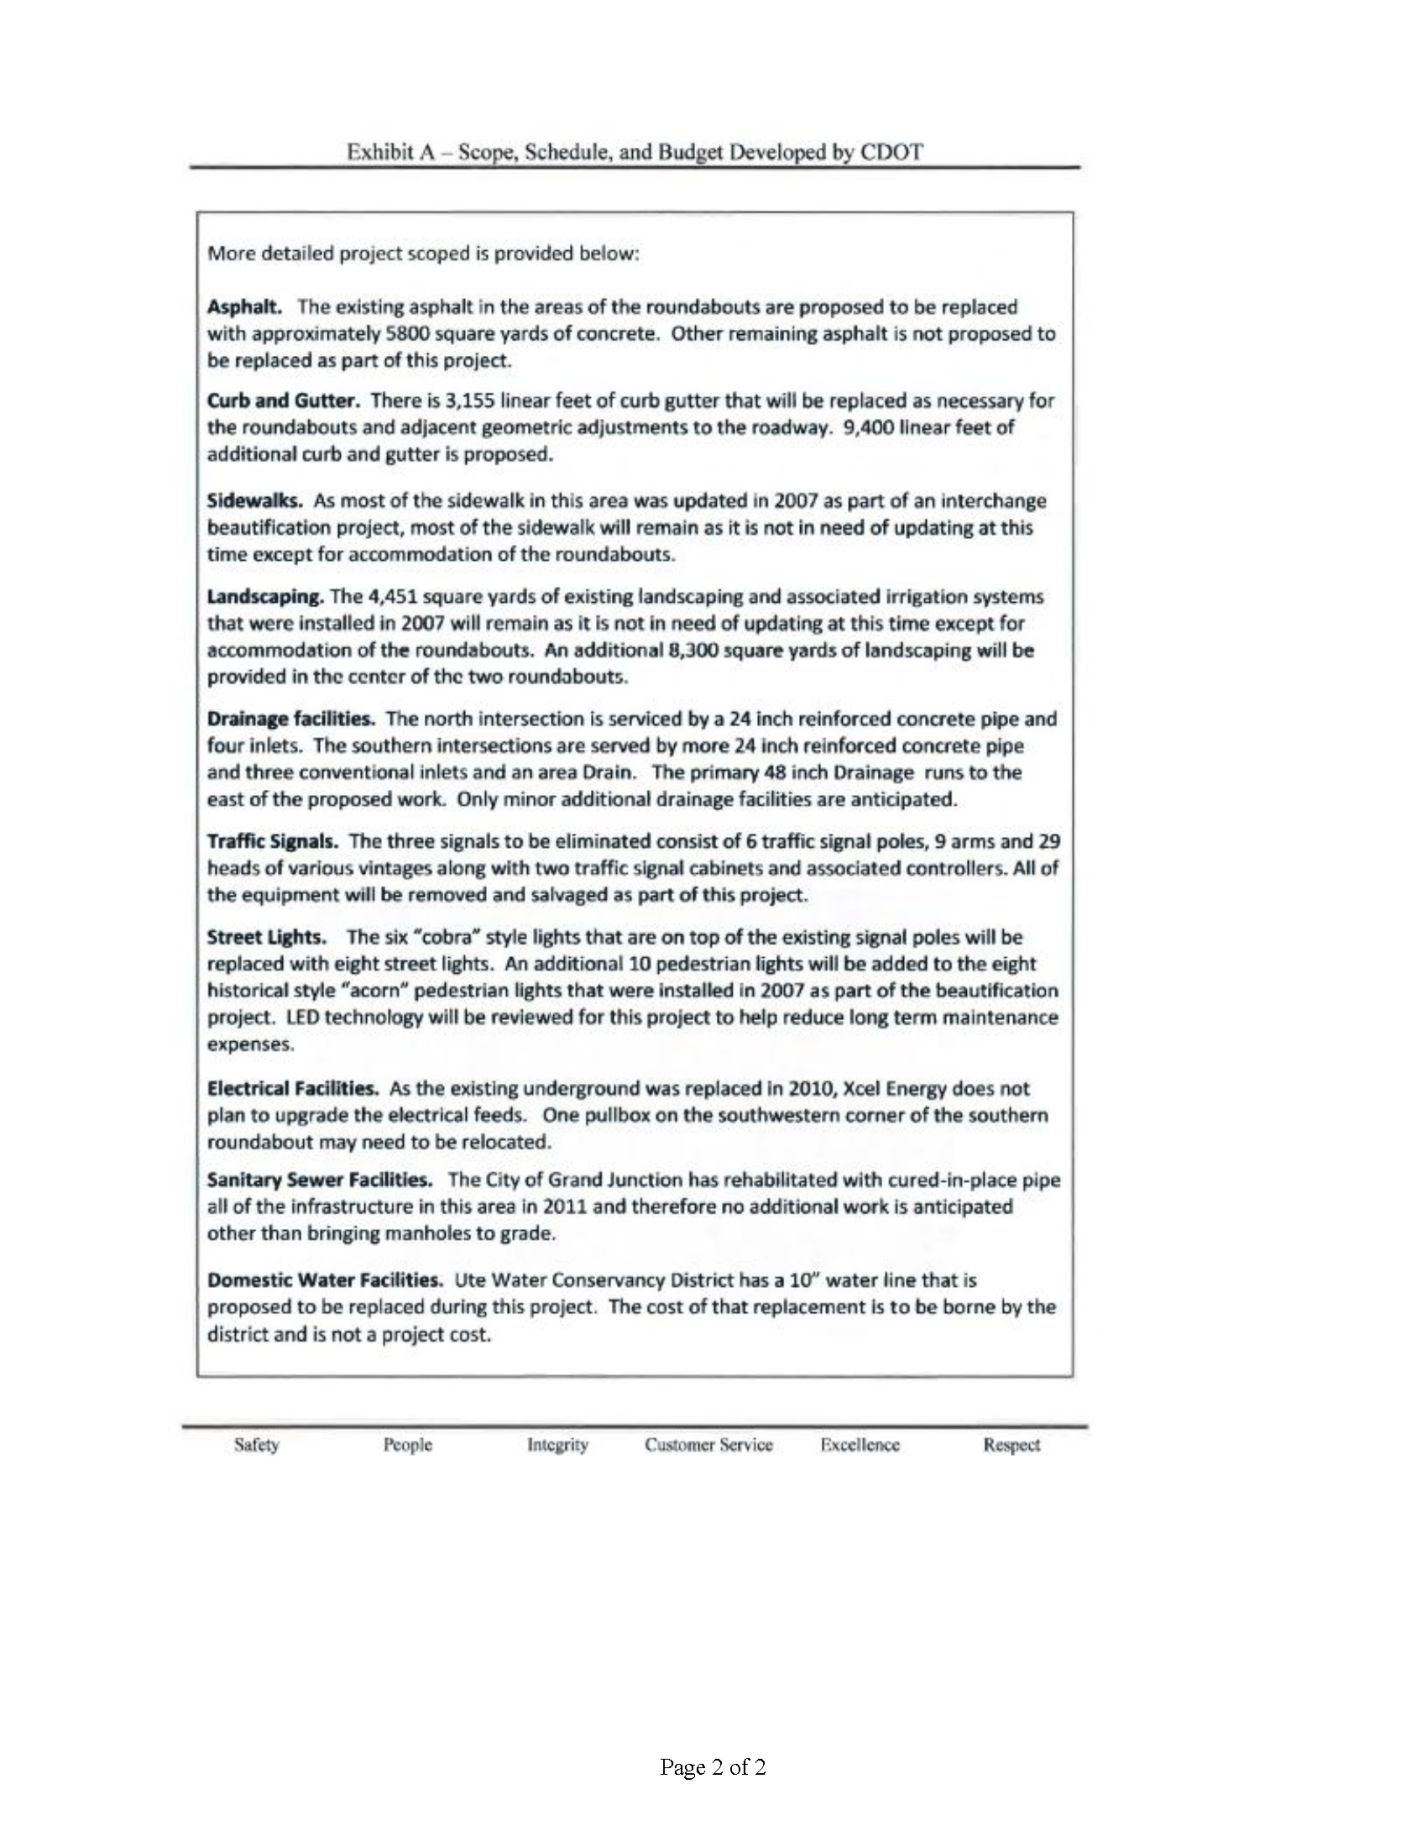 Exhibit A – Scope, Schedule, and Budget Developed by CDOT
More detailed project scoped is provided below:
Asphalt. The existing asphalt in the areas of the roundabouts are proposed to be replaced
with approximately 5800 square yards of concrete. Other remaining asphalt is not proposed to
be replaced as part of this project.
Curb and Gutter. There is 3,155 linear feet of curb gutter that will be replaced as necessary for
the roundabouts and adjacent geometric adjustments to the roadway. 9,400 linear feet of
additional curb and gutter is proposed.
Sidewalks. As most of the sidewalk in this area was updated in 2007 as part of an interchange
beautification project, most of the sidewalk will remain as it is not in need of updating at this
time except for accommodation of the roundabouts.
Landscaping. The 4,451 square yards of existing landscaping and associated irrigation systems
that were installed in 2007 will remain as it is not in need of updating at this time except for
accommodation of the roundabouts. An additional 8,300 square yards of landscaping will be
provided in the center of the two roundabouts.
Drainage facilities. The north intersection is serviced by a 24 inch reinforced concrete pipe and
four inlets. The southern intersections are served by more 24 inch reinforced concrete pipe
and three conventional inlets and an area Drain. The primary 48 inch Drainage runs to the
east of the proposed work. Only minor additional drainage facilities are anticipated.
Traffic Signals. The three signals to be eliminated consist of 6 traffic signal poles, 9 arms and 29
heads of various vintages along with two traffic signal cabinets and associated controllers. All of
the equipment will be removed and salvaged as part of this project.
Street Lights. The six "cobra" style lights that are on top of the existing signal poles will be
replaced with eight street lights. An additional 10 pedestrian lights will be added to the eight
historical style "acorn" pedestrian lights that were installed in 2007 as part of the beautification
project. LED technology will be reviewed for this project to help reduce long term maintenance
expenses.
Electrical Facilities. As the existing underground was replaced in 2010, Xcel Energy does not
plan to upgrade the electrical feeds. One pullbox on the southwestern corner of the southern
roundabout may need to be relocated.
Sanitary Sewer Facilities. The City of Grand Junction has rehabilitated with cured-in-place pipe
all of the infrastructure in this area in 2011 and therefore no additional work is anticipated
other than bringing manholes to grade.
Domestic Water Facilities. Ute Water Conservancy District has a 10" water line that is
proposed to be replaced during this project. The cost of that replacement is to be borne by the
district and is not a project cost.
Safety People Integrity Customer Service Excellence Respect
Page 2 of 2